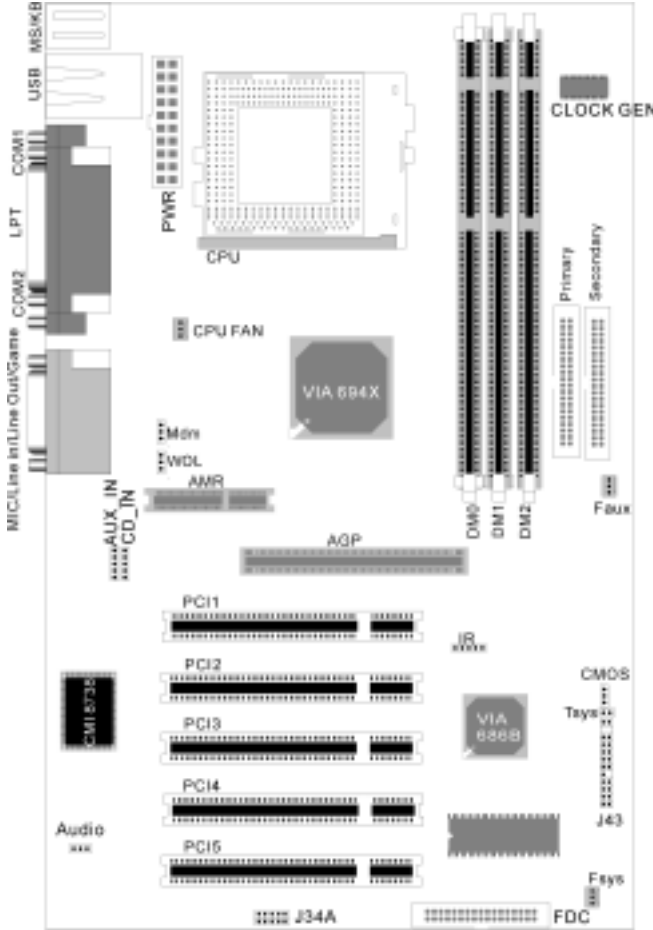 MS/KB
USB
CLOCK GEN
COM1
PWR
LPT
CPU
COM2
Primary
Secondary
CPU FAN
VIA 694X
MIC/Line in/Line Out/Game
Mdm
WOL
AMR
AUX_IN
CD_IN
DM0
DM1
DM2
Faux
AGP
PCI1
IR
PCI2
CMOS
CMI 8738
Tsys
VIA
686B
PCI3
PCI4
J43
Audio
PCI5
Fsys
J34A
FDC